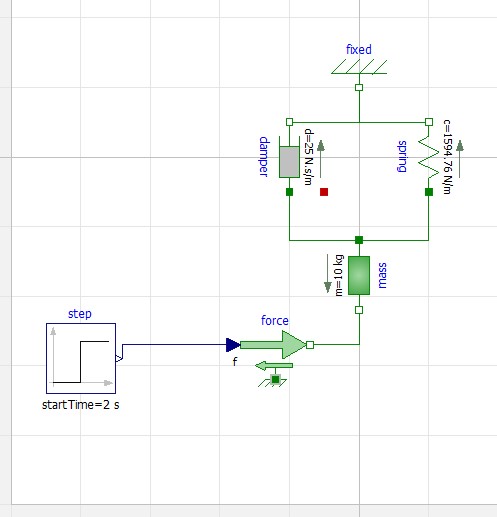 fixed
damper
d=25 N.s/m
spring
c=1594.76 N/m
m=10 kg
mass
step
force
f
startTime=2 s